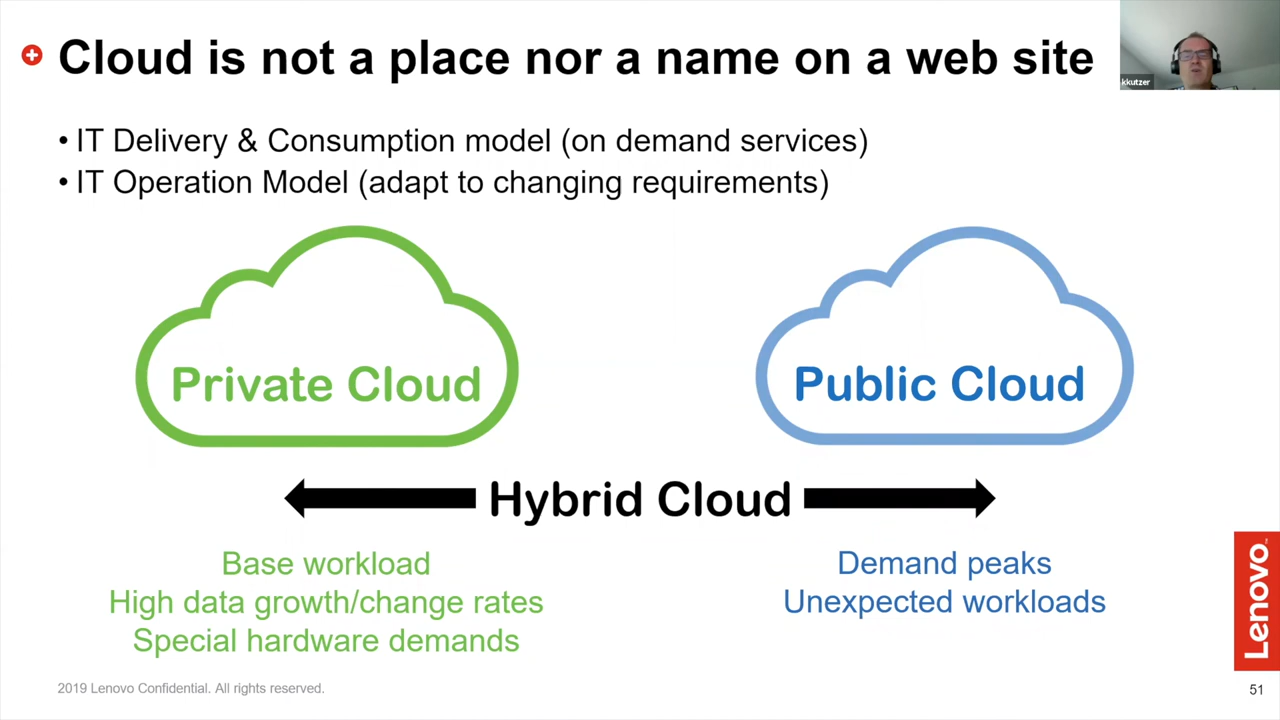 Cloud is not a place nor a name on a web site
kkutzer
• IT Delivery & Consumption model (on demand services)
• IT Operation Model (adapt to changing requirements)
Private Cloud
Public Cloud
Hybrid Cloud
Base workload
High data growth/change rates
Special hardware demands
Demand peaks
Unexpected workloads
Lenovo™
2019 Lenovo Confidential. All rights reserved.
51